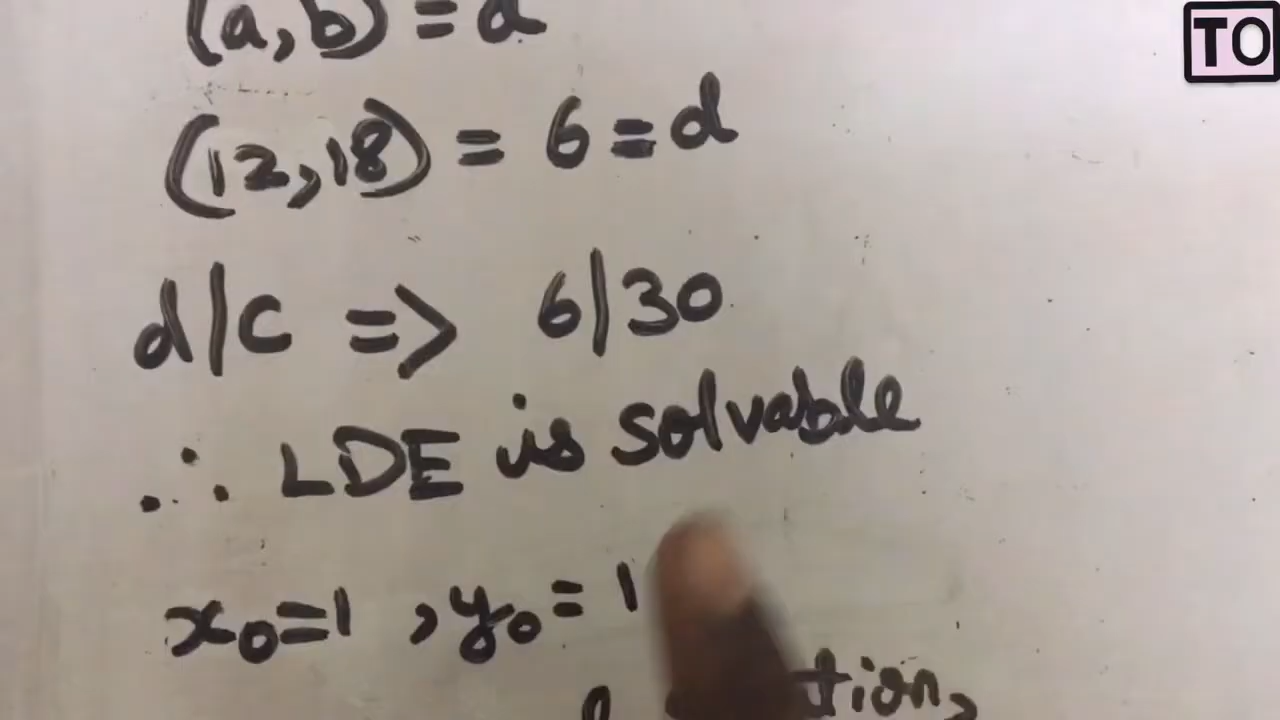 TO
(a,b) = d
(12,18) = 6 = d
d|c => 6|30
∴ LDE is solvable
x₀=1 , y₀ = 1